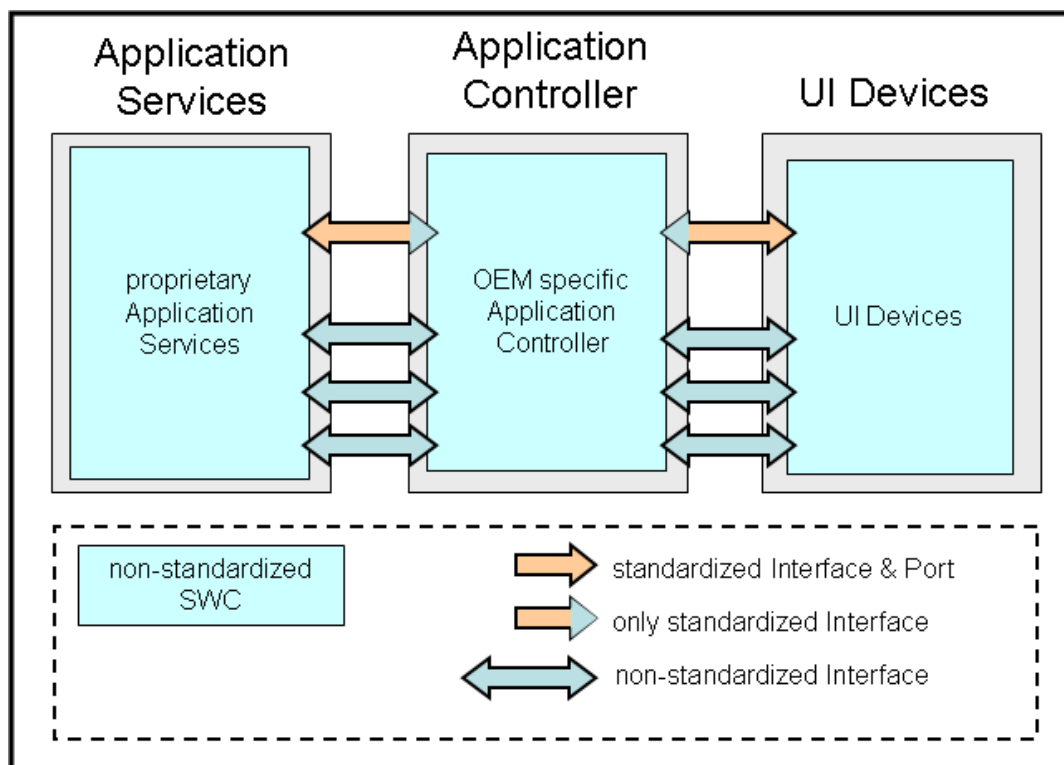 Application
Services
Application
Controller
UI Devices
proprietary
Application
Services
OEM specific
Application
Controller
UI Devices
non-standardized
SWC
standardized Interface & Port
only standardized Interface
non-standardized Interface